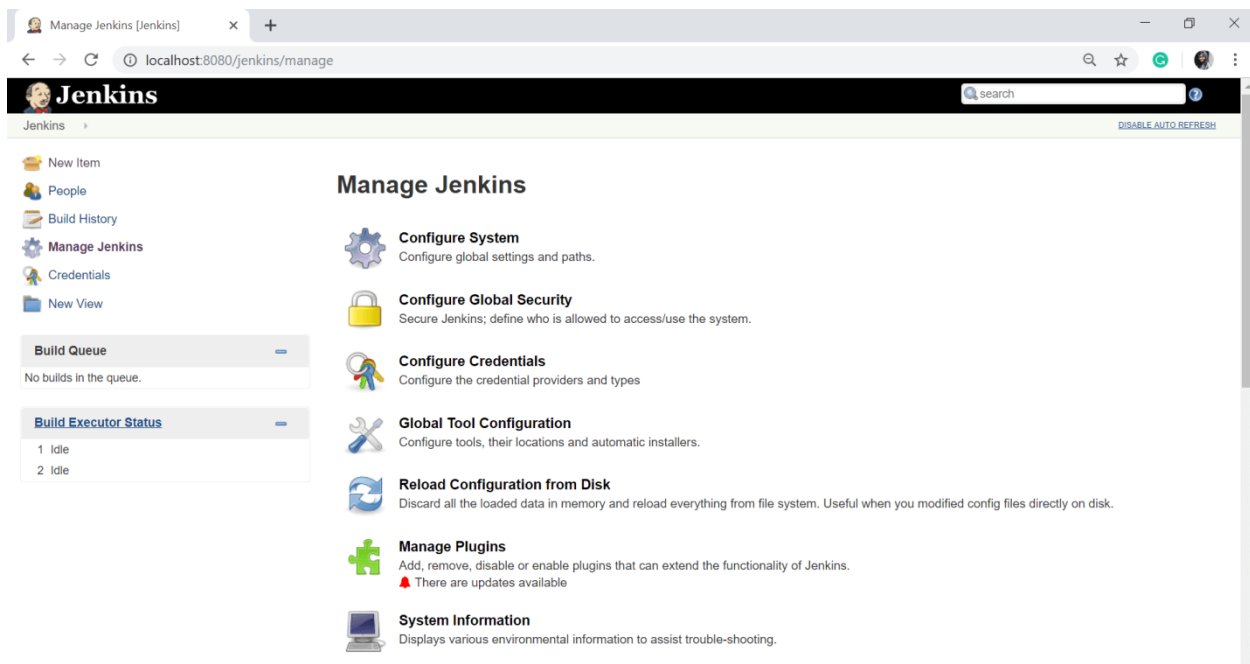 Manage Jenkins [Jenkins]
localhost:8080/jenkins/manage
Jenkins
search
Jenkins
DISABLE AUTO REFRESH
New Item
People
Build History
Manage Jenkins
Credentials
New View
Build Queue
No builds in the queue.
Build Executor Status
1 Idle
2 Idle
Manage Jenkins
Configure System
Configure global settings and paths.
Configure Global Security
Secure Jenkins; define who is allowed to access/use the system.
Configure Credentials
Configure the credential providers and types
Global Tool Configuration
Configure tools, their locations and automatic installers.
Reload Configuration from Disk
Discard all the loaded data in memory and reload everything from file system. Useful when you modified config files directly on disk.
Manage Plugins
Add, remove, disable or enable plugins that can extend the functionality of Jenkins.
There are updates available
System Information
Displays various environmental information to assist trouble-shooting.